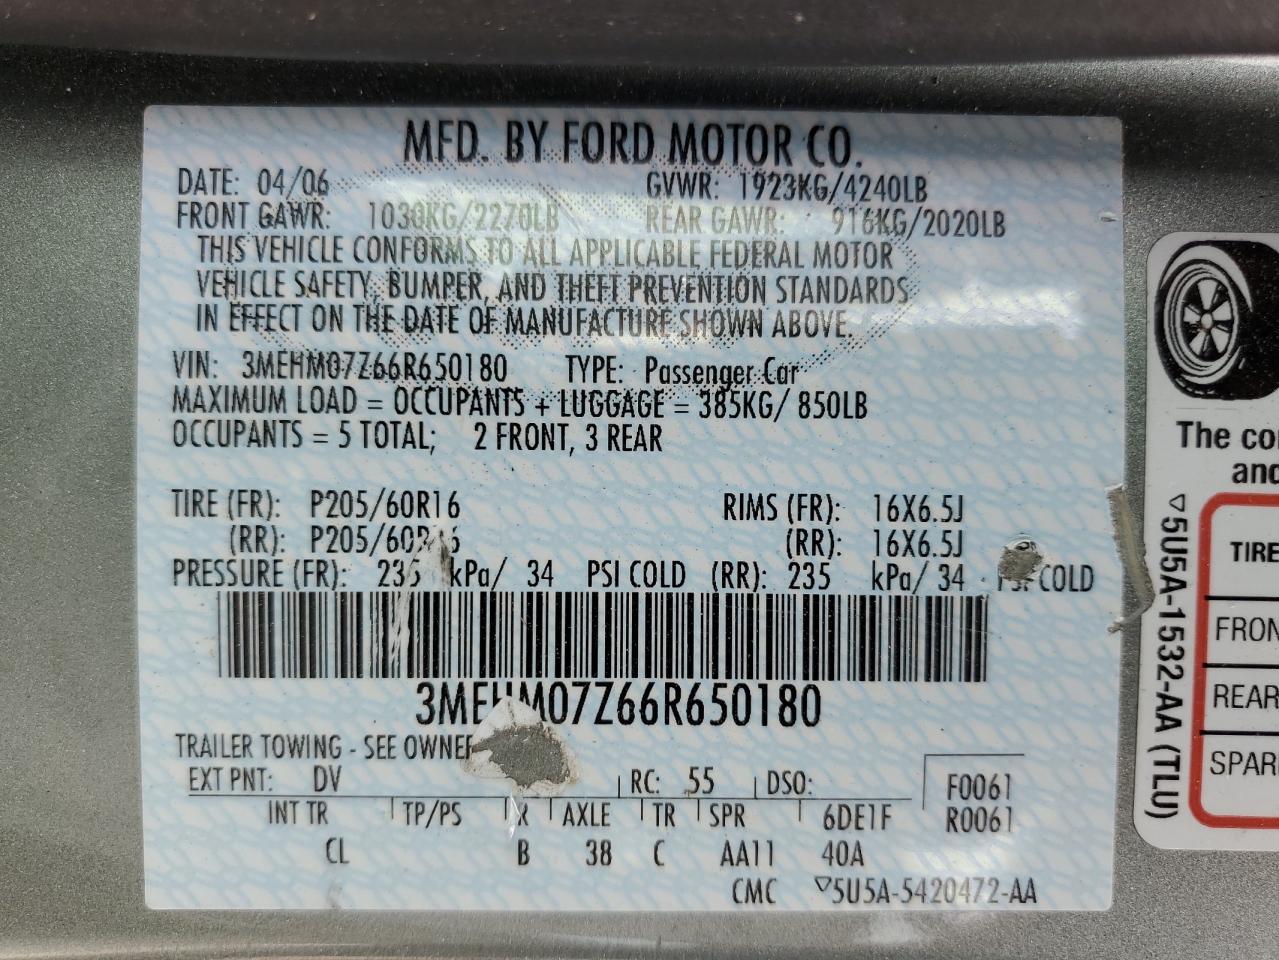 MFD. BY FORD MOTOR CO.
DATE: 04/06 GVWR: 1923KG/4240LB
FRONT GAWR: 1030KG/2270LB REAR GAWR: 916KG/2020LB
THIS VEHICLE CONFORMS TO ALL APPLICABLE FEDERAL MOTOR
VEHICLE SAFETY, BUMPER, AND THEFT PREVENTION STANDARDS
IN EFFECT ON THE DATE OF MANUFACTURE SHOWN ABOVE.
VIN: 3MEHM07Z66R650180 TYPE: Passenger Car
MAXIMUM LOAD = OCCUPANTS + LUGGAGE = 385KG/ 850LB
OCCUPANTS = 5 TOTAL; 2 FRONT, 3 REAR
TIRE (FR): P205/60R16 RIMS (FR): 16X6.5J
(RR): P205/60R16 (RR): 16X6.5J
PRESSURE (FR): 235 kPa/ 34 PSI COLD (RR): 235 kPa/ 34 PSI COLD
3MEHM07Z66R650180
TRAILER TOWING - SEE OWNER
EXT PNT: DV RC: 55 DSO: F0061
INT TR TP/PS R AXLE TR SPR 6DE1F R0061
CL B 38 C AA11 40A
CMC ▽5U5A-5420472-AA
The co
and
TIRE
FRON
REAR
SPAR
▽5U5A-1532-AA (TLU)